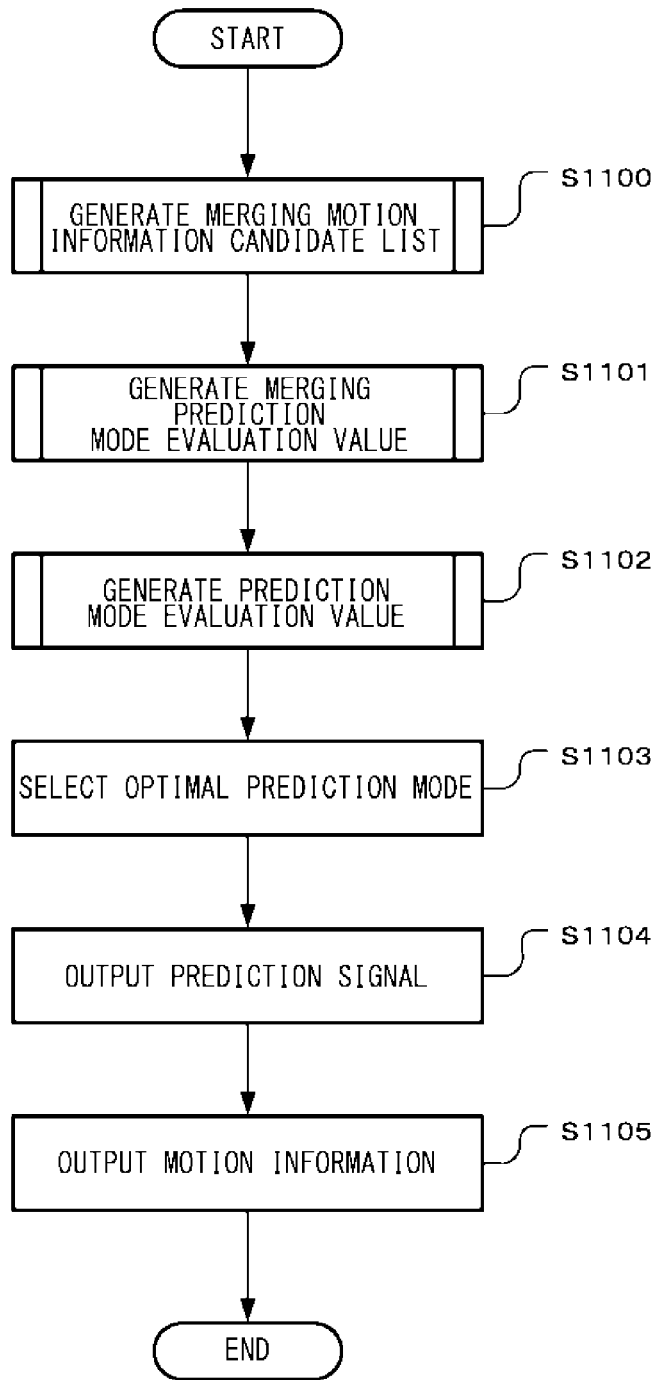 START
S1100
GENERATE MERGING MOTION
INFORMATION CANDIDATE LIST
S1101
GENERATE MERGING
PREDICTION
MODE EVALUATION VALUE
S1102
GENERATE PREDICTION
MODE EVALUATION VALUE
S1103
SELECT OPTIMAL PREDICTION MODE
S1104
OUTPUT PREDICTION SIGNAL
S1105
OUTPUT MOTION INFORMATION
END